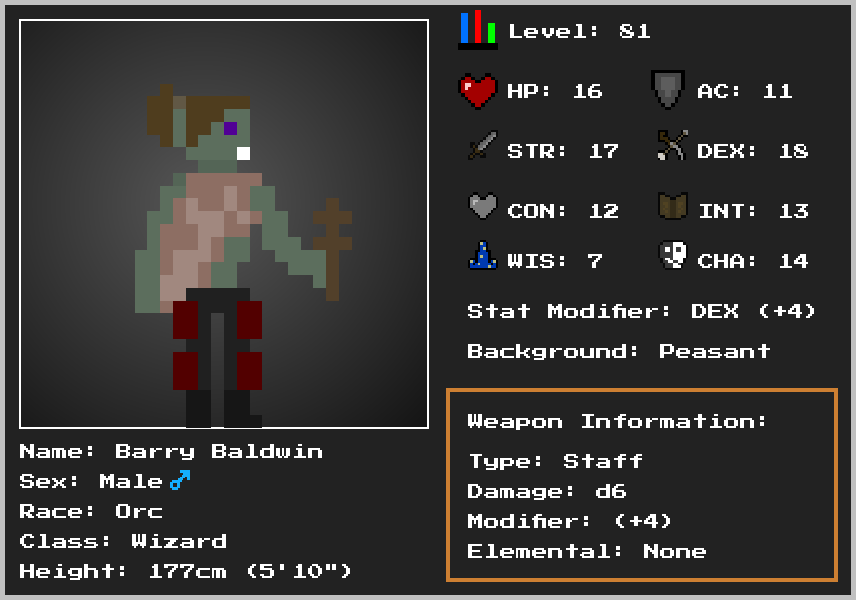 Level: 81
HP: 16 AC: 11
STR: 17 DEX: 18
CON: 12 INT: 13
WIS: 7 CHA: 14
Stat Modifier: DEX (+4)
Background: Peasant
Weapon Information:
Type: Staff
Damage: d6
Modifier: (+4)
Elemental: None
Name: Barry Baldwin
Sex: Male ♂
Race: Orc
Class: Wizard
Height: 177cm (5'10")